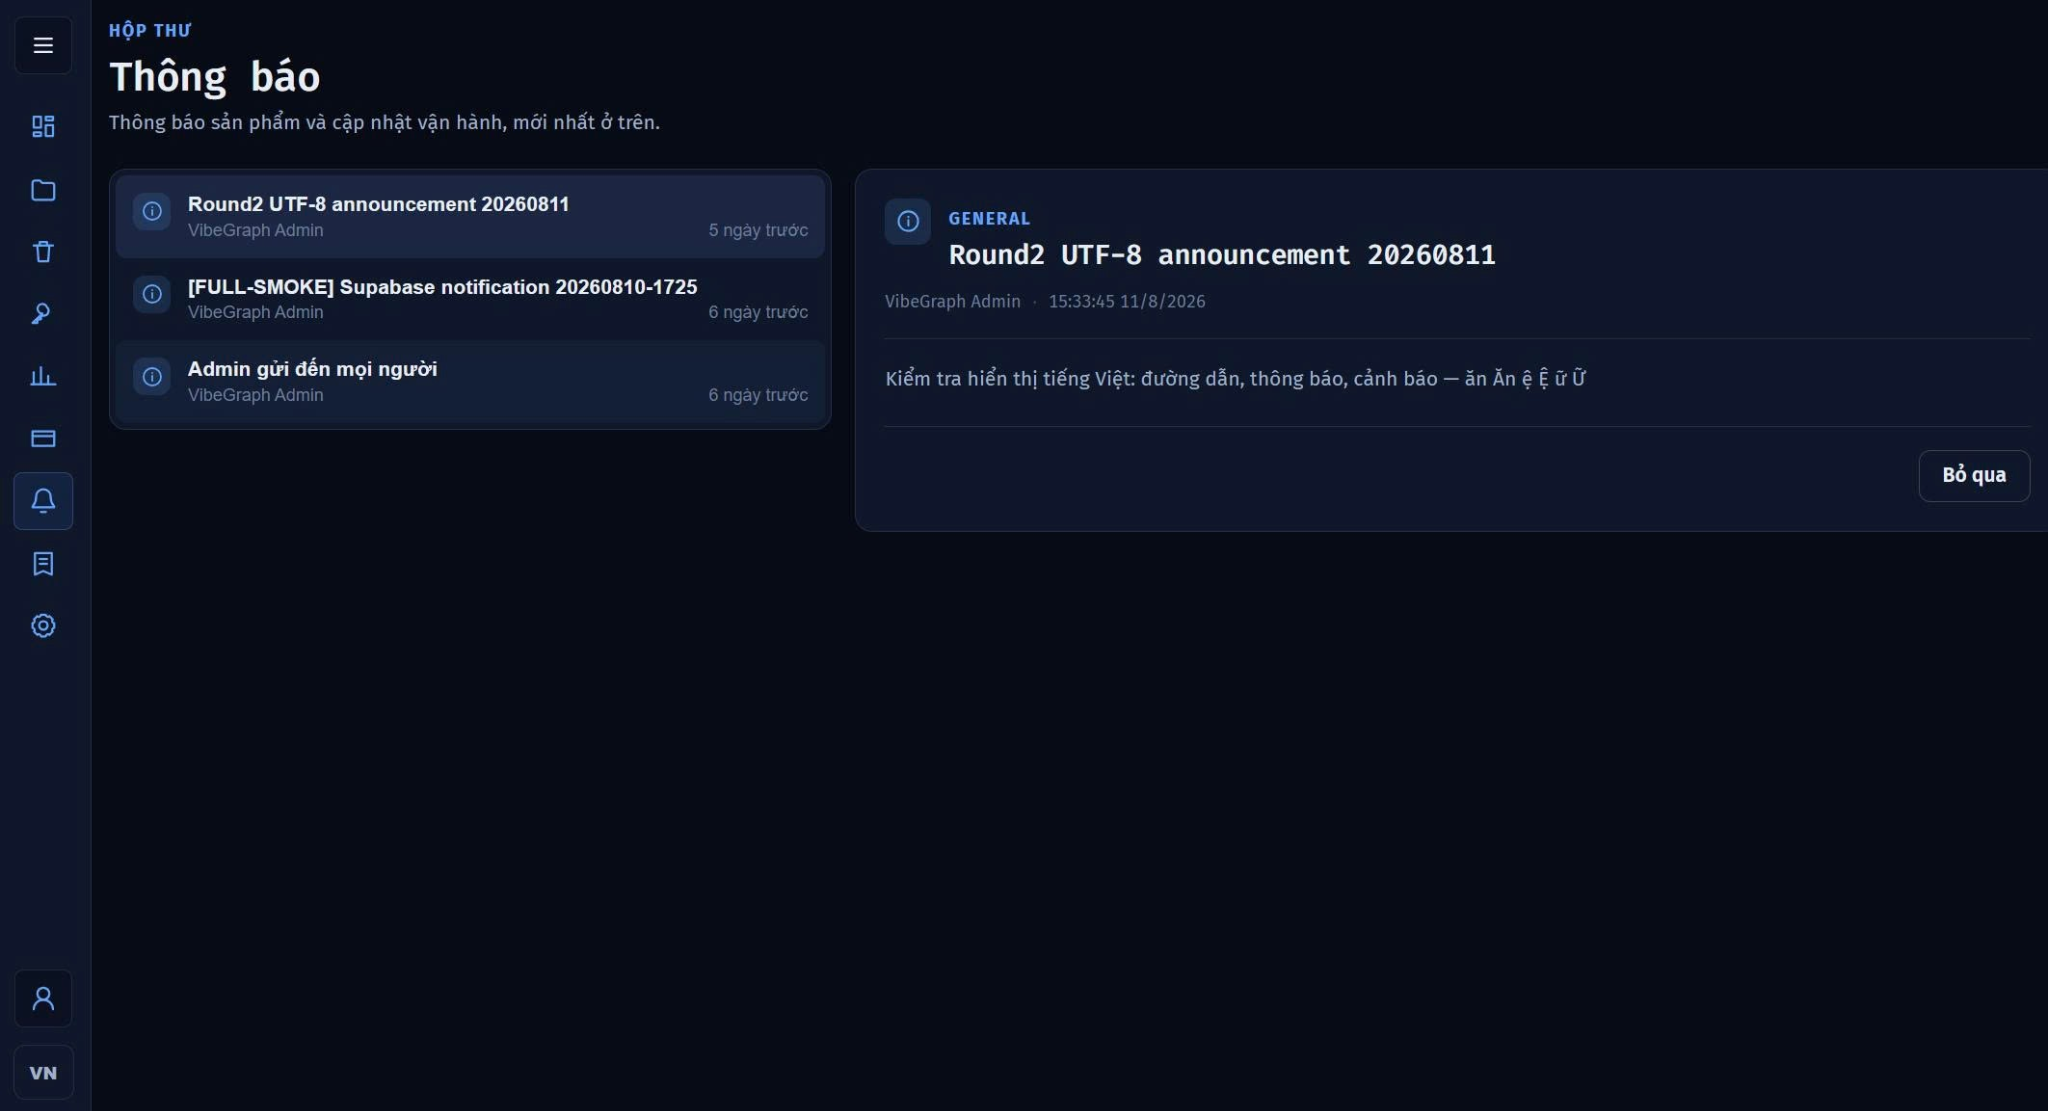 HỘP THƯ
Thông báo
Thông báo sản phẩm và cập nhật vận hành, mới nhất ở trên.
Round2 UTF-8 announcement 20260811
VibeGraph Admin
5 ngày trước
[FULL-SMOKE] Supabase notification 20260810-1725
VibeGraph Admin
6 ngày trước
Admin gửi đến mọi người
VibeGraph Admin
6 ngày trước
GENERAL
Round2 UTF-8 announcement 20260811
VibeGraph Admin · 15:33:45 11/8/2026
Kiểm tra hiển thị tiếng Việt: đường dẫn, thông báo, cảnh báo — ăn Ăn ệ Ệ ữ Ữ
Bỏ qua
VN